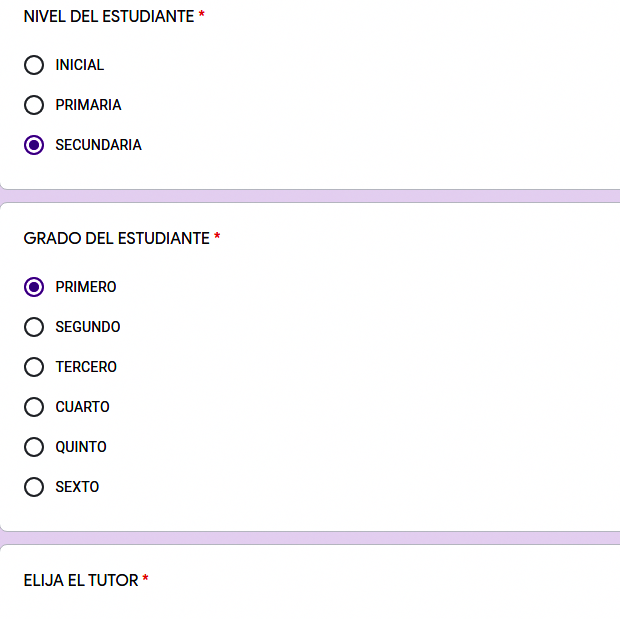 NIVEL DEL ESTUDIANTE *
INICIAL
PRIMARIA
SECUNDARIA
GRADO DEL ESTUDIANTE *
PRIMERO
SEGUNDO
TERCERO
CUARTO
QUINTO
SEXTO
ELIJA EL TUTOR *